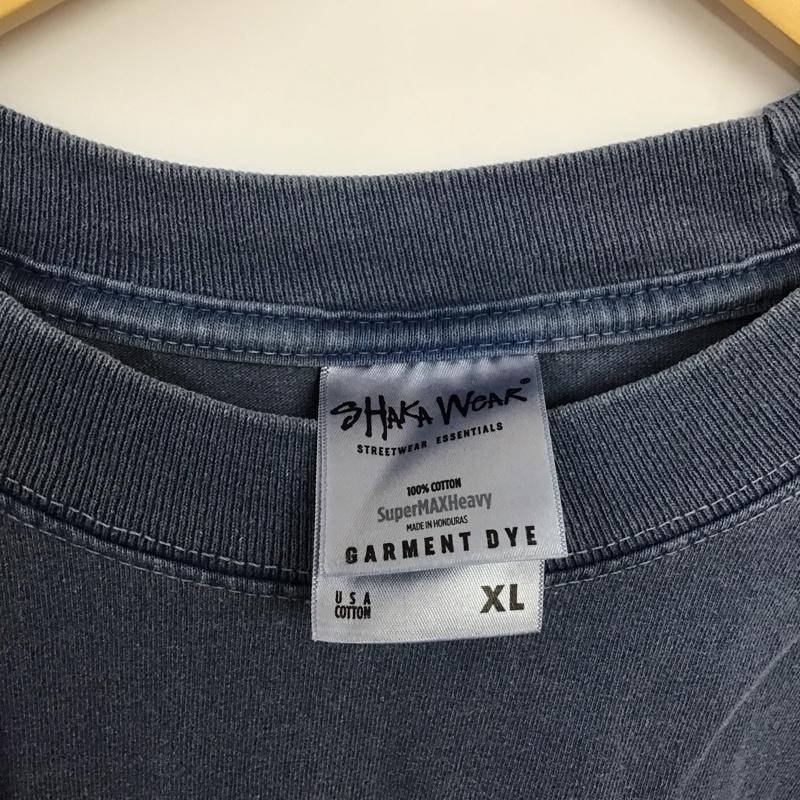 SHAKA WEAR®
STREETWEAR ESSENTIALS
100% COTTON
SuperMAXHeavy
MADE IN HONDURAS
GARMENT DYE
USA
COTTON
XL